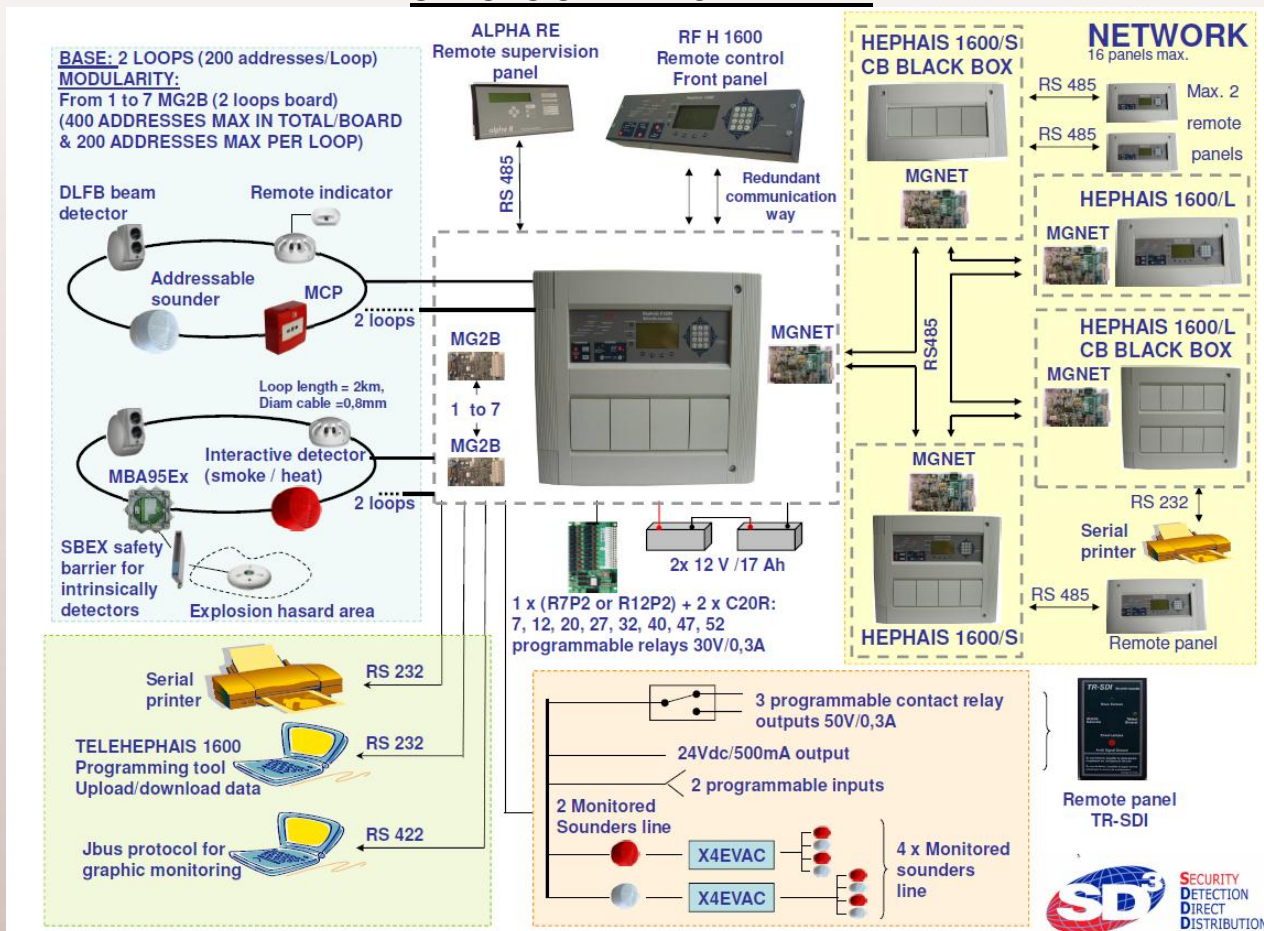 BASE: 2 LOOPS (200 addresses/Loop)
MODULARITY:
From 1 to 7 MG2B (2 loops board)
(400 ADDRESSES MAX IN TOTAL/BOARD
& 200 ADDRESSES MAX PER LOOP)
DLFB beam
detector
Remote indicator
Addressable
sounder
MCP
2 loops
Loop length = 2km,
Diam cable =0,8mm
Interactive detector
(smoke / heat)
MBA95Ex
2 loops
SBEX safety
barrier for
intrinsically
detectors
Explosion hasard area
ALPHA RE
Remote supervision
panel
RS 485
RF H 1600
Remote control
Front panel
Redundant
communication
way
MG2B
1 to 7
MG2B
MGNET
2x 12 V /17 Ah
1 x (R7P2 or R12P2) + 2 x C20R:
7, 12, 20, 27, 32, 40, 47, 52
programmable relays 30V/0,3A
NETWORK
16 panels max.
HEPHAIS 1600/S
CB BLACK BOX
RS 485
RS 485
Max. 2
remote
panels
MGNET
HEPHAIS 1600/L
MGNET
RS485
HEPHAIS 1600/L
CB BLACK BOX
MGNET
RS 232
Serial
printer
MGNET
HEPHAIS 1600/S
RS 485
Remote panel
Serial
printer
RS 232
TELEHEPHAIS 1600
Programming tool
Upload/download data
RS 232
Jbus protocol for
graphic monitoring
RS 422
3 programmable contact relay
outputs 50V/0,3A
24Vdc/500mA output
2 programmable inputs
2 Monitored
Sounders line
X4EVAC
X4EVAC
4 x Monitored
sounders
line
TR-SDI
Remote panel
TR-SDI
SD3
SECURITY
DETECTION
DIRECT
DISTRIBUTION